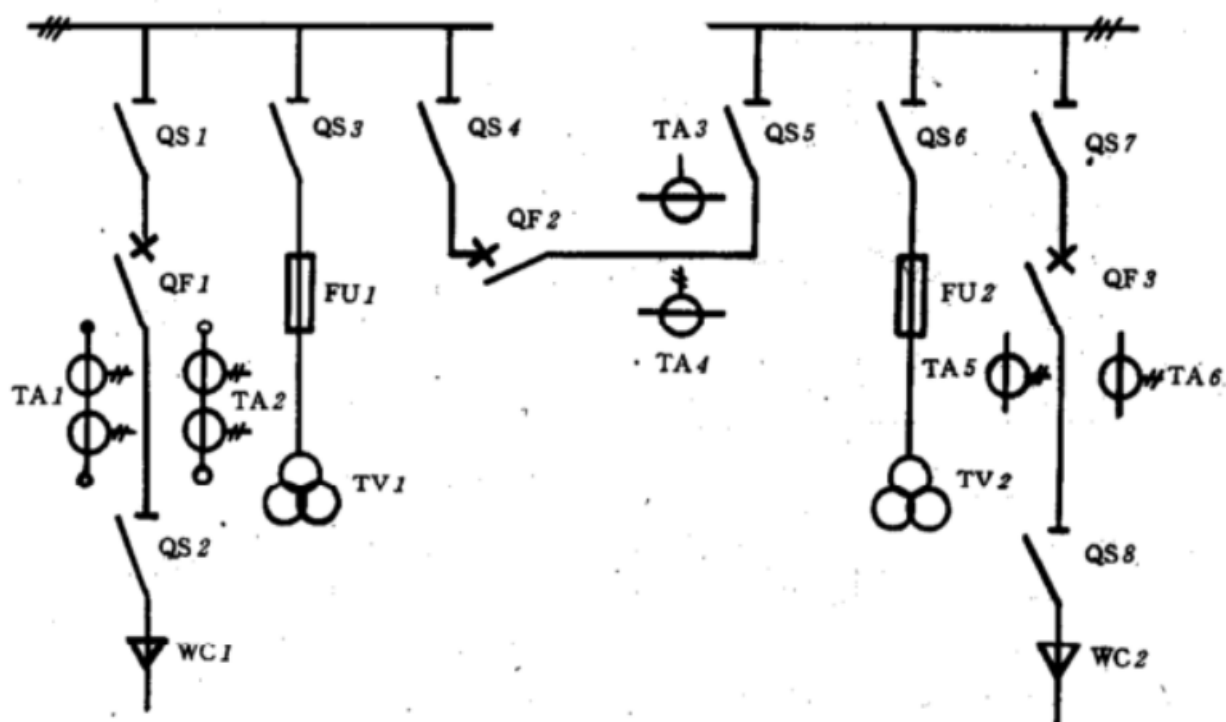 QS1
QS3
QS4
TA3
QS5
QS6
QS7
QF2
QF1
FU1
FU2
QF3
TA1
TA2
TA4
TA5
TA6
TV1
TV2
QS2
QS8
WC1
WC2